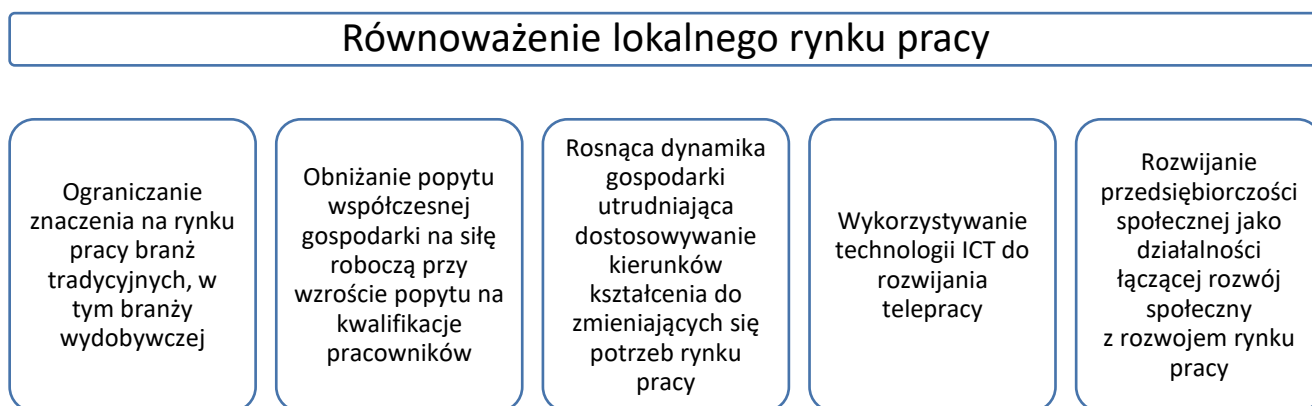 Równoważenie lokalnego rynku pracy
Ograniczanie
znaczenia na rynku
pracy branż
tradycyjnych, w
tym branży
wydobywczej
Obniżanie popytu
współczesnej
gospodarki na siłę
roboczą przy
wzroście popytu na
kwalifikacje
pracowników
Rosnąca dynamika
gospodarki
utrudniająca
dostosowywanie
kierunków
kształcenia do
zmieniających się
potrzeb rynku
pracy
Wykorzystywanie
technologii ICT do
rozwijania
telepracy
Rozwijanie
przedsiębiorczości
społecznej jako
działalności
łączącej rozwój
społeczny
z rozwojem rynku
pracy